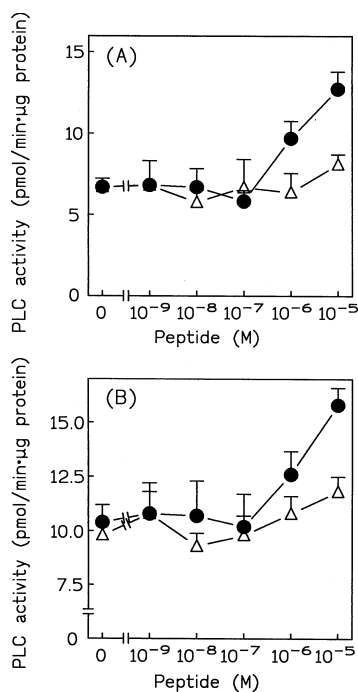 (A)
PLC activity (pmol/min·µg protein)
15
10
5
0
0 10⁻⁹ 10⁻⁸ 10⁻⁷ 10⁻⁶ 10⁻⁵
Peptide (M)
(B)
PLC activity (pmol/min·µg protein)
15.0
12.5
10.0
7.5
0
0 10⁻⁹ 10⁻⁸ 10⁻⁷ 10⁻⁶ 10⁻⁵
Peptide (M)